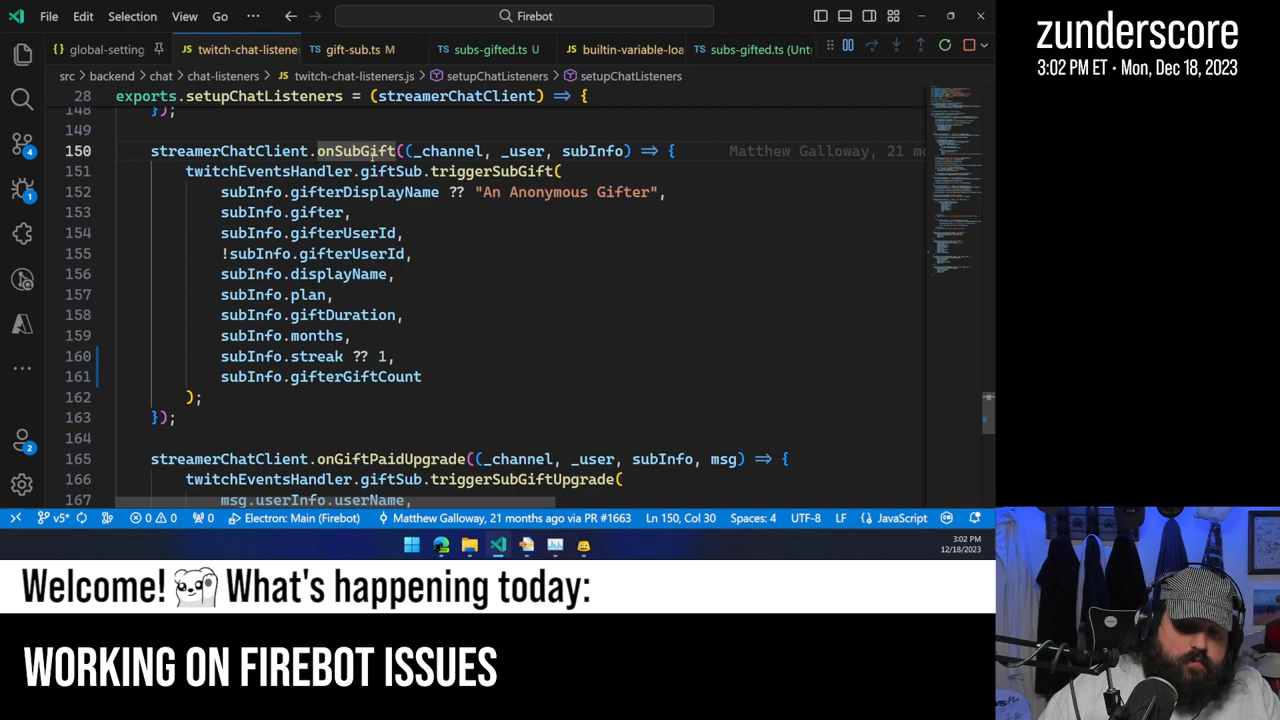 File Edit Selection View Go ··· Firebot
global-setting twitch-chat-listene gift-sub.ts M subs-gifted.ts U builtin-variable-loa subs-gifted.ts (Unt
src > backend > chat > chat-listeners > twitch-chat-listeners.js > setupChatListeners > setupChatListeners
28 exports.setupChatListeners = (streamerChatClient) => {
148 });
149
150 streamerChatClient.onSubGift((_channel, _user, subInfo) => { Matthew Galloway, 21 mo
151 twitchEventsHandler.giftSub.triggerSubGift(
152 subInfo.gifterDisplayName ?? "An Anonymous Gifter",
153 subInfo.gifter,
154 subInfo.gifterUserId,
155 !subInfo.gifterUserId,
156 subInfo.displayName,
157 subInfo.plan,
158 subInfo.giftDuration,
159 subInfo.months,
160 subInfo.streak ?? 1,
161 subInfo.gifterGiftCount
162 );
163 });
164
165 streamerChatClient.onGiftPaidUpgrade((_channel, _user, subInfo, msg) => {
166 twitchEventsHandler.giftSub.triggerSubGiftUpgrade(
167 msg.userInfo.userName,
4
1
2
v5* 0 0 0 Electron: Main (Firebot) Matthew Galloway, 21 months ago via PR #1663 Ln 150, Col 30 Spaces: 4 UTF-8 LF JavaScript
3:02 PM
12/18/2023
zunderscore
3:02 PM ET · Mon, Dec 18, 2023
Welcome! What's happening today:
WORKING ON FIREBOT ISSUES